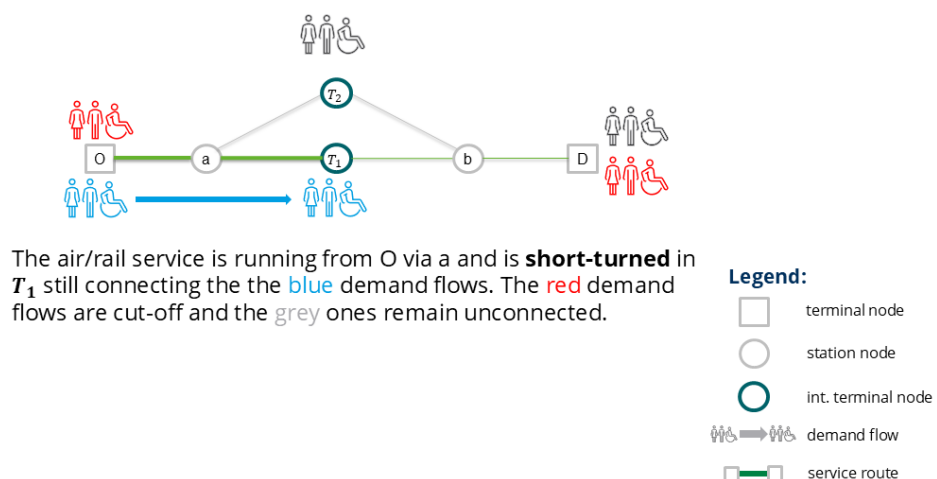 T₂
O
a
T₁
b
D
The air/rail service is running from O via a and is short-turned in
T₁ still connecting the the blue demand flows. The red demand
flows are cut-off and the grey ones remain unconnected.
Legend:
terminal node
station node
int. terminal node
demand flow
service route